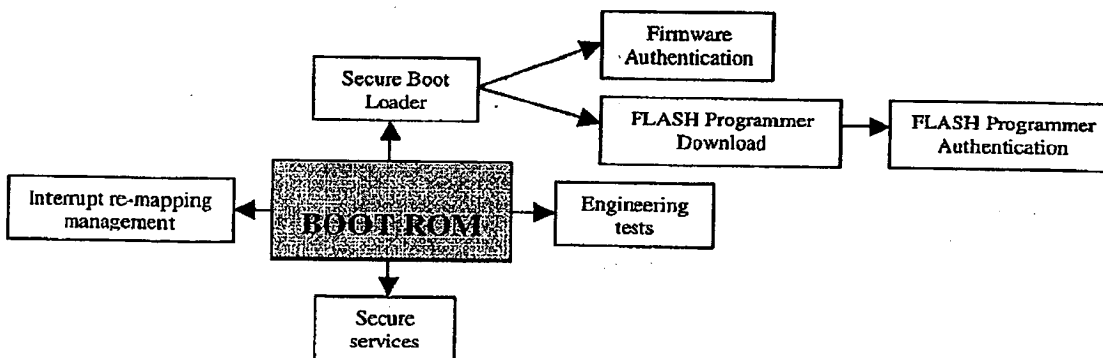 Firmware
Authentication
Secure Boot
Loader
FLASH Programmer
Download
FLASH Programmer
Authentication
Interrupt re-mapping
management
BOOT ROM
Engineering
tests
Secure
services